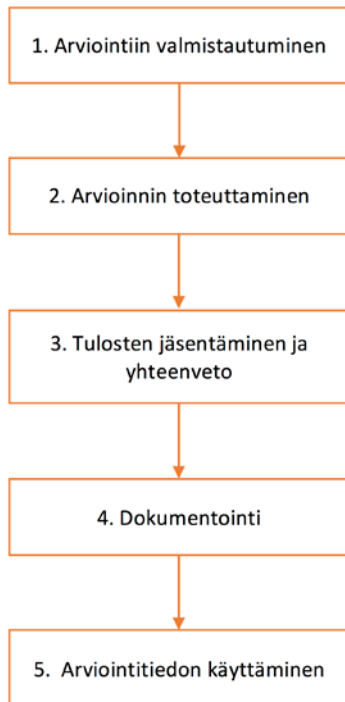 1. Arviointiin valmistautuminen
2. Arvioinnin toteuttaminen
3. Tulosten jäsentäminen ja
yhteenveto
4. Dokumentointi
5. Arviointitiedon käyttäminen